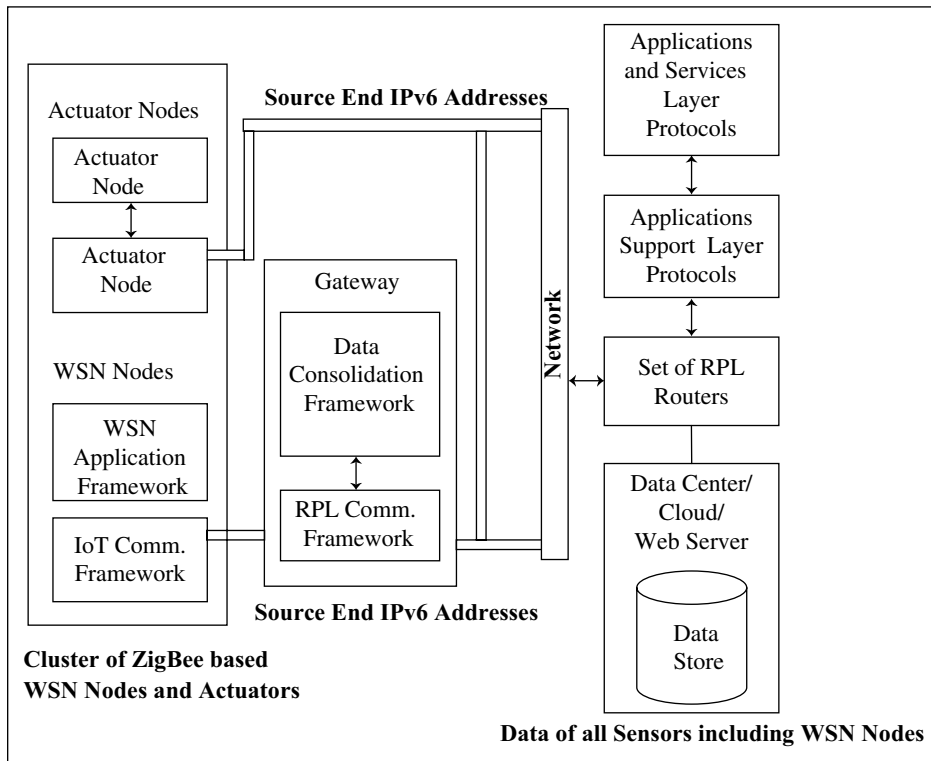 Actuator Nodes
Actuator
Node
Actuator
Node
WSN Nodes
WSN
Application
Framework
IoT Comm.
Framework
Cluster of ZigBee based
WSN Nodes and Actuators
Source End IPv6 Addresses
Gateway
Data
Consolidation
Framework
RPL Comm.
Framework
Source End IPv6 Addresses
Network
Applications
and Services
Layer
Protocols
Applications
Support Layer
Protocols
Set of RPL
Routers
Data Center/
Cloud/
Web Server
Data
Store
Data of all Sensors including WSN Nodes